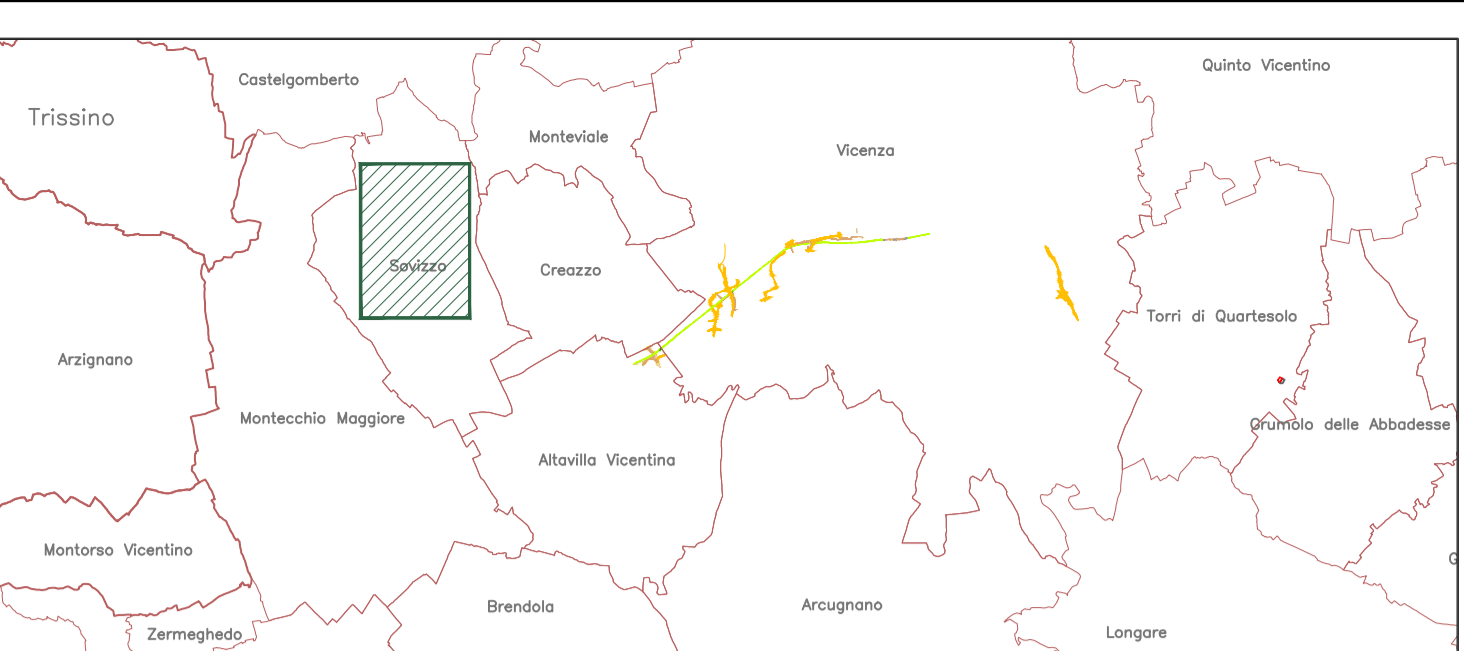 Quinto Vicentino
Castelgomberto
Trissino
Monteviale
Vicenza
Sovizzo
Creazzo
Torri di Quartesolo
Arzignano
Montecchio Maggiore
Grumolo delle Abbadesse
Altavilla Vicentina
Montorso Vicentino
G
Brendola
Arcugnano
Zermeghedo
Longare